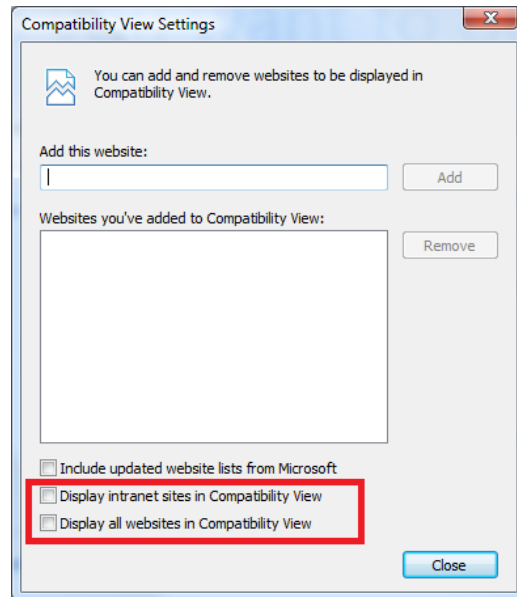 Compatibility View Settings
You can add and remove websites to be displayed in
Compatibility View.
Add this website:
Add
Websites you've added to Compatibility View:
Remove
Include updated website lists from Microsoft
Display intranet sites in Compatibility View
Display all websites in Compatibility View
Close